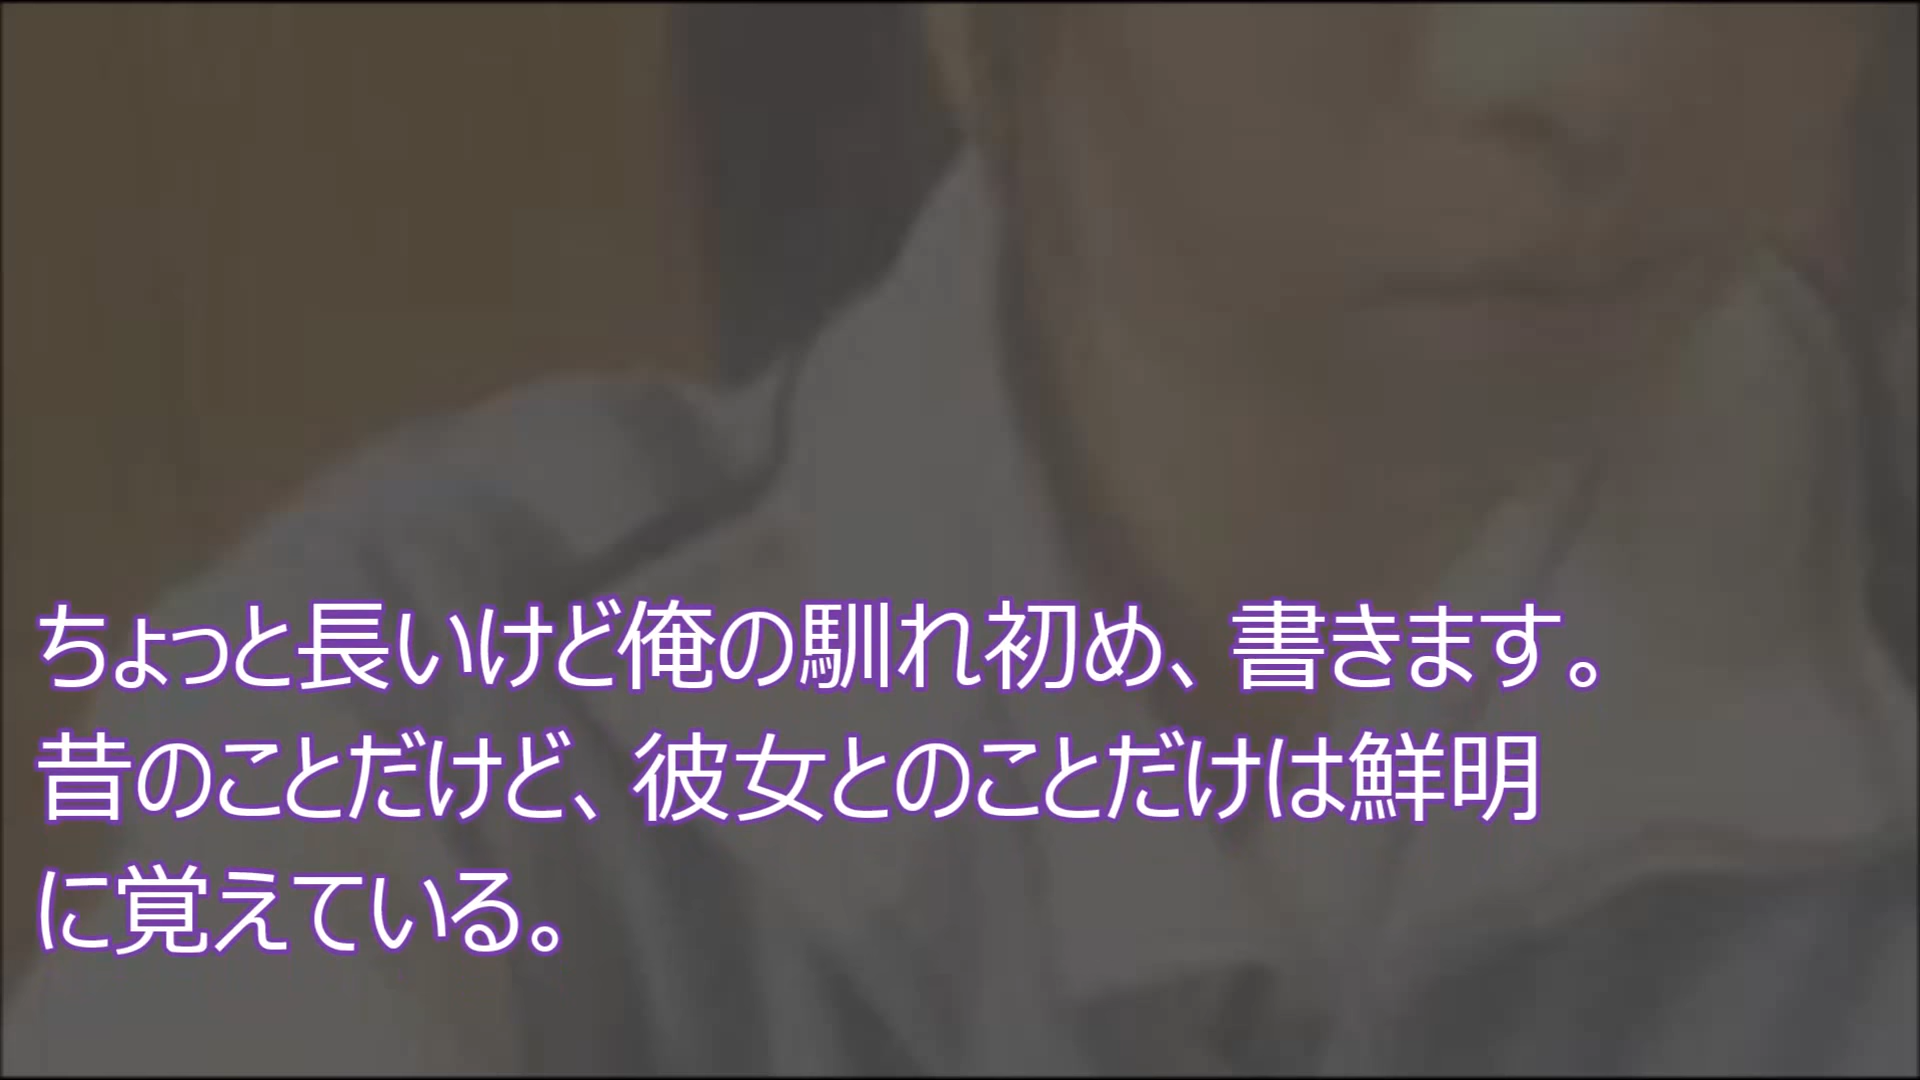 ちょっと長いけど俺の馴れ初め、書きます。
昔のことだけど、彼女とのことだけは鮮明
に覚えている。